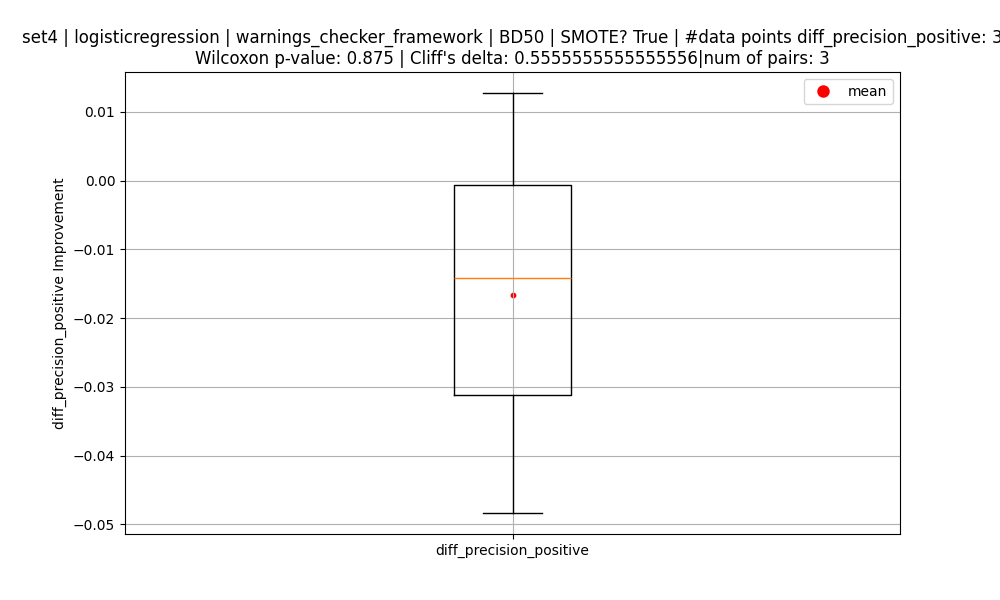 set4 | logisticregression | warnings_checker_framework | BD50 | SMOTE? True | #data points diff_precision_positive: 3
Wilcoxon p-value: 0.875 | Cliff's delta: 0.5555555555555556|num of pairs: 3
mean
0.01
0.00
−0.01
−0.02
−0.03
−0.04
−0.05
diff_precision_positive Improvement
diff_precision_positive